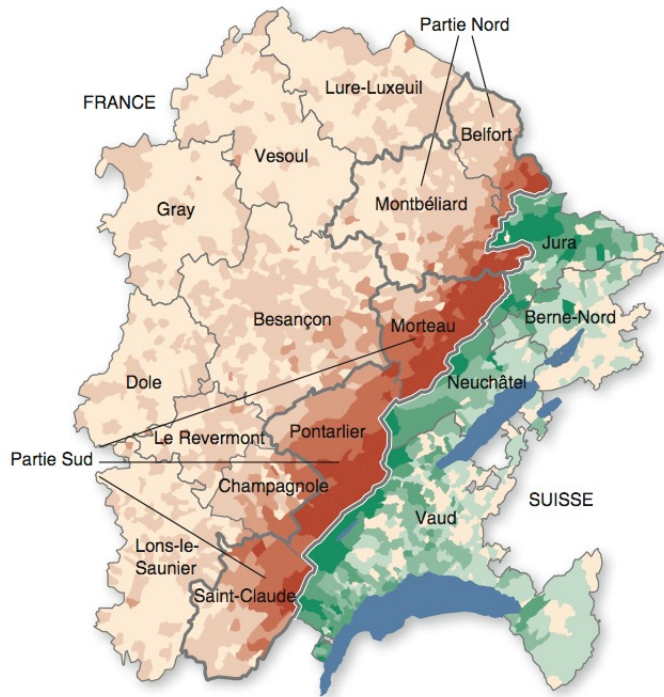 Partie Nord
Lure-Luxeuil
FRANCE
Belfort
Vesoul
Montbéliard
Gray
Jura
Besançon
Morteau
Berne-Nord
Neuchâtel
Dole
Le Revermont
Pontarlier
Partie Sud
Champagnole
SUISSE
Vaud
Lons-le-
Saunier
Saint-Claude